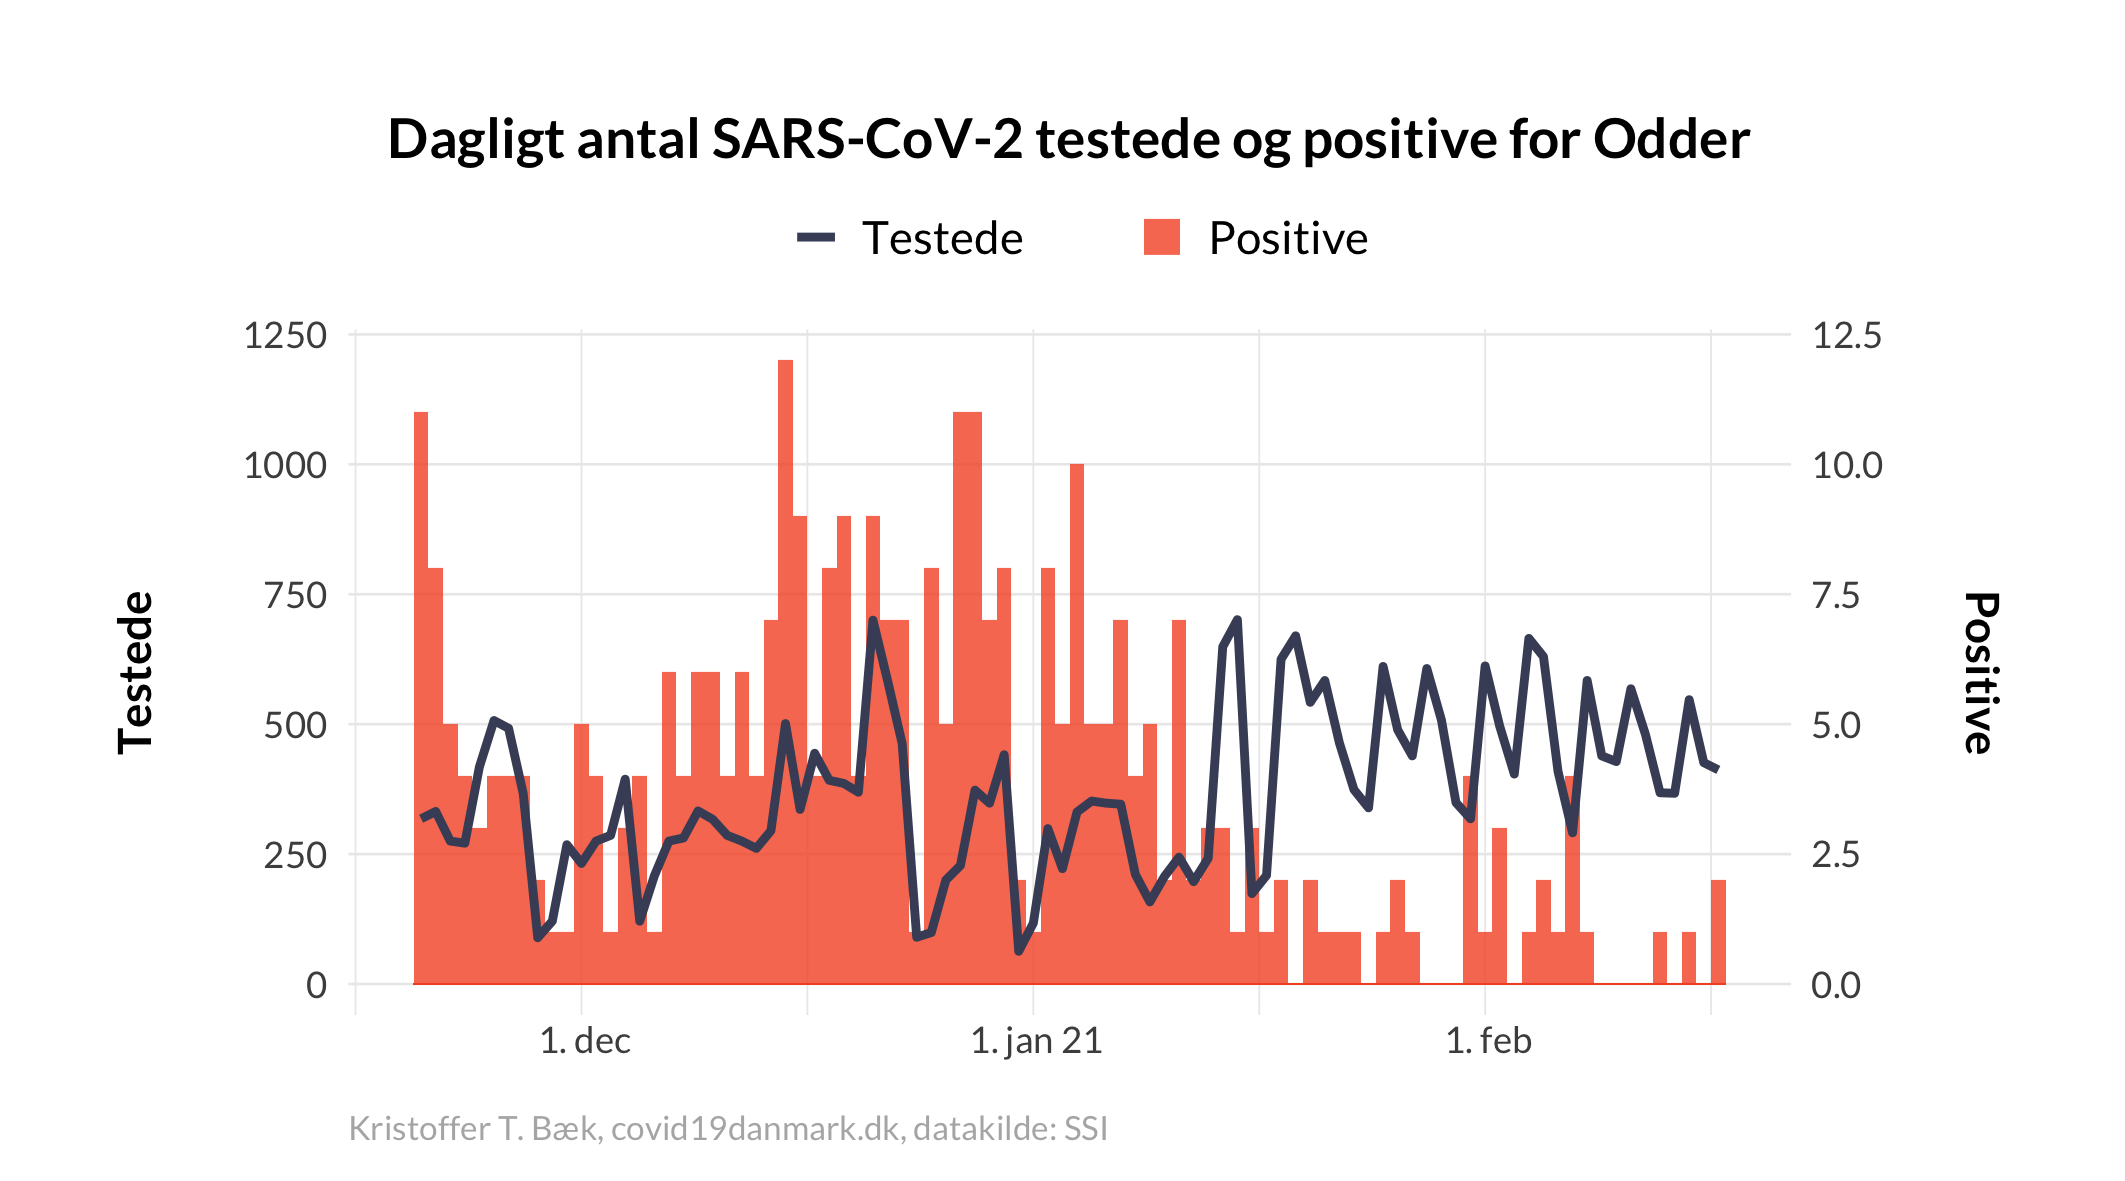 Dagligt antal SARS-CoV-2 testede og positive for Odder
Testede Positive
1250 12.5
1000 10.0
750 7.5
500 5.0
250 2.5
0 0.0
Testede
Positive
1. dec 1. jan 21 1. feb
Kristoffer T. Bæk, covid19danmark.dk, datakilde: SSI